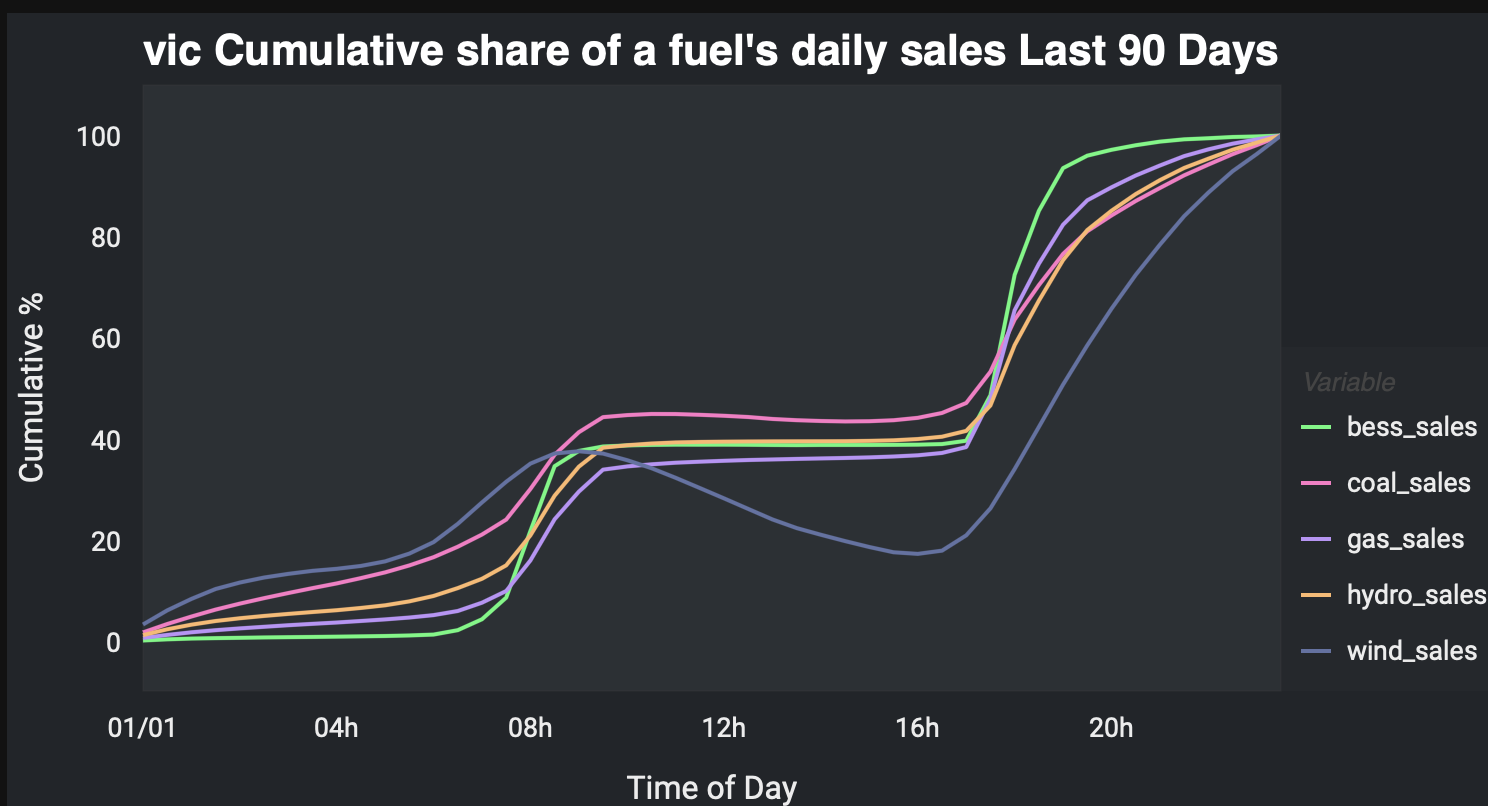 vic Cumulative share of a fuel's daily sales Last 90 Days
Cumulative %
100
80
60
40
20
0
01/01 04h 08h 12h 16h 20h
Time of Day
Variable
bess_sales
coal_sales
gas_sales
hydro_sales
wind_sales